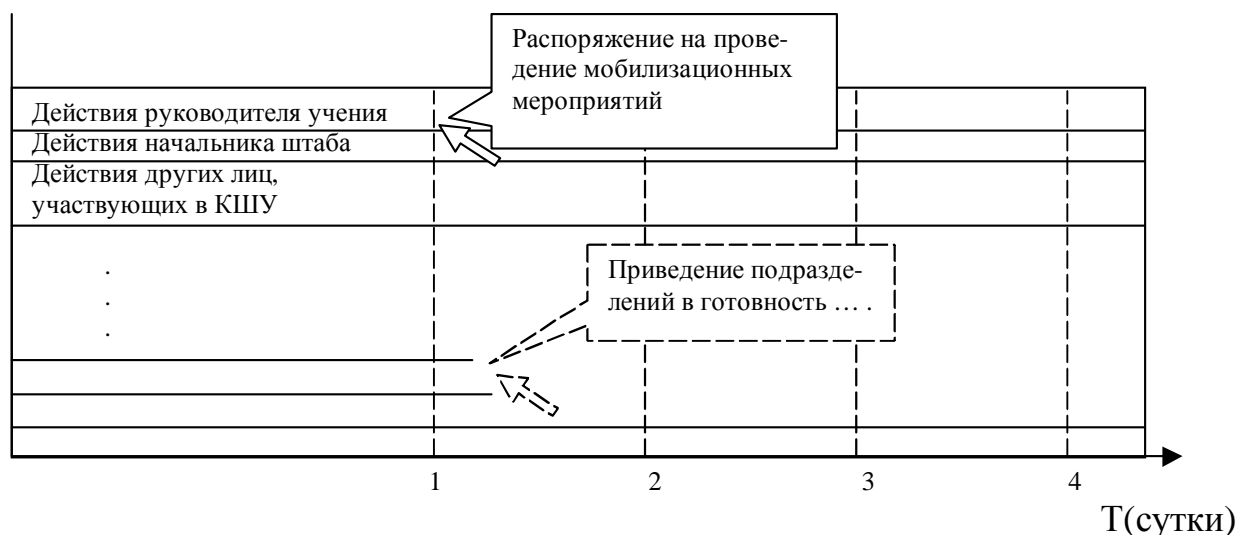 Распоряжение на прове-
дение мобилизационных
мероприятий
Действия руководителя учения
Действия начальника штаба
Действия других лиц,
участвующих в КШУ
.
.
.
Приведение подразде-
лений в готовность … .
1 2 3 4
Т(сутки)